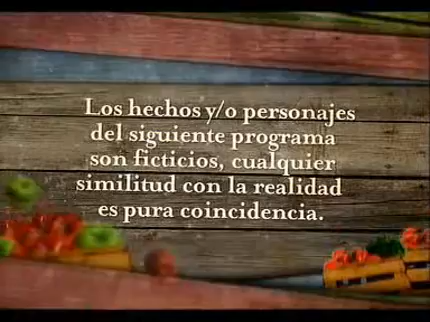 Los hechos y/o personajes
del siguiente programa
son ficticios, cualquier
similitud con la realidad
es pura coincidencia.